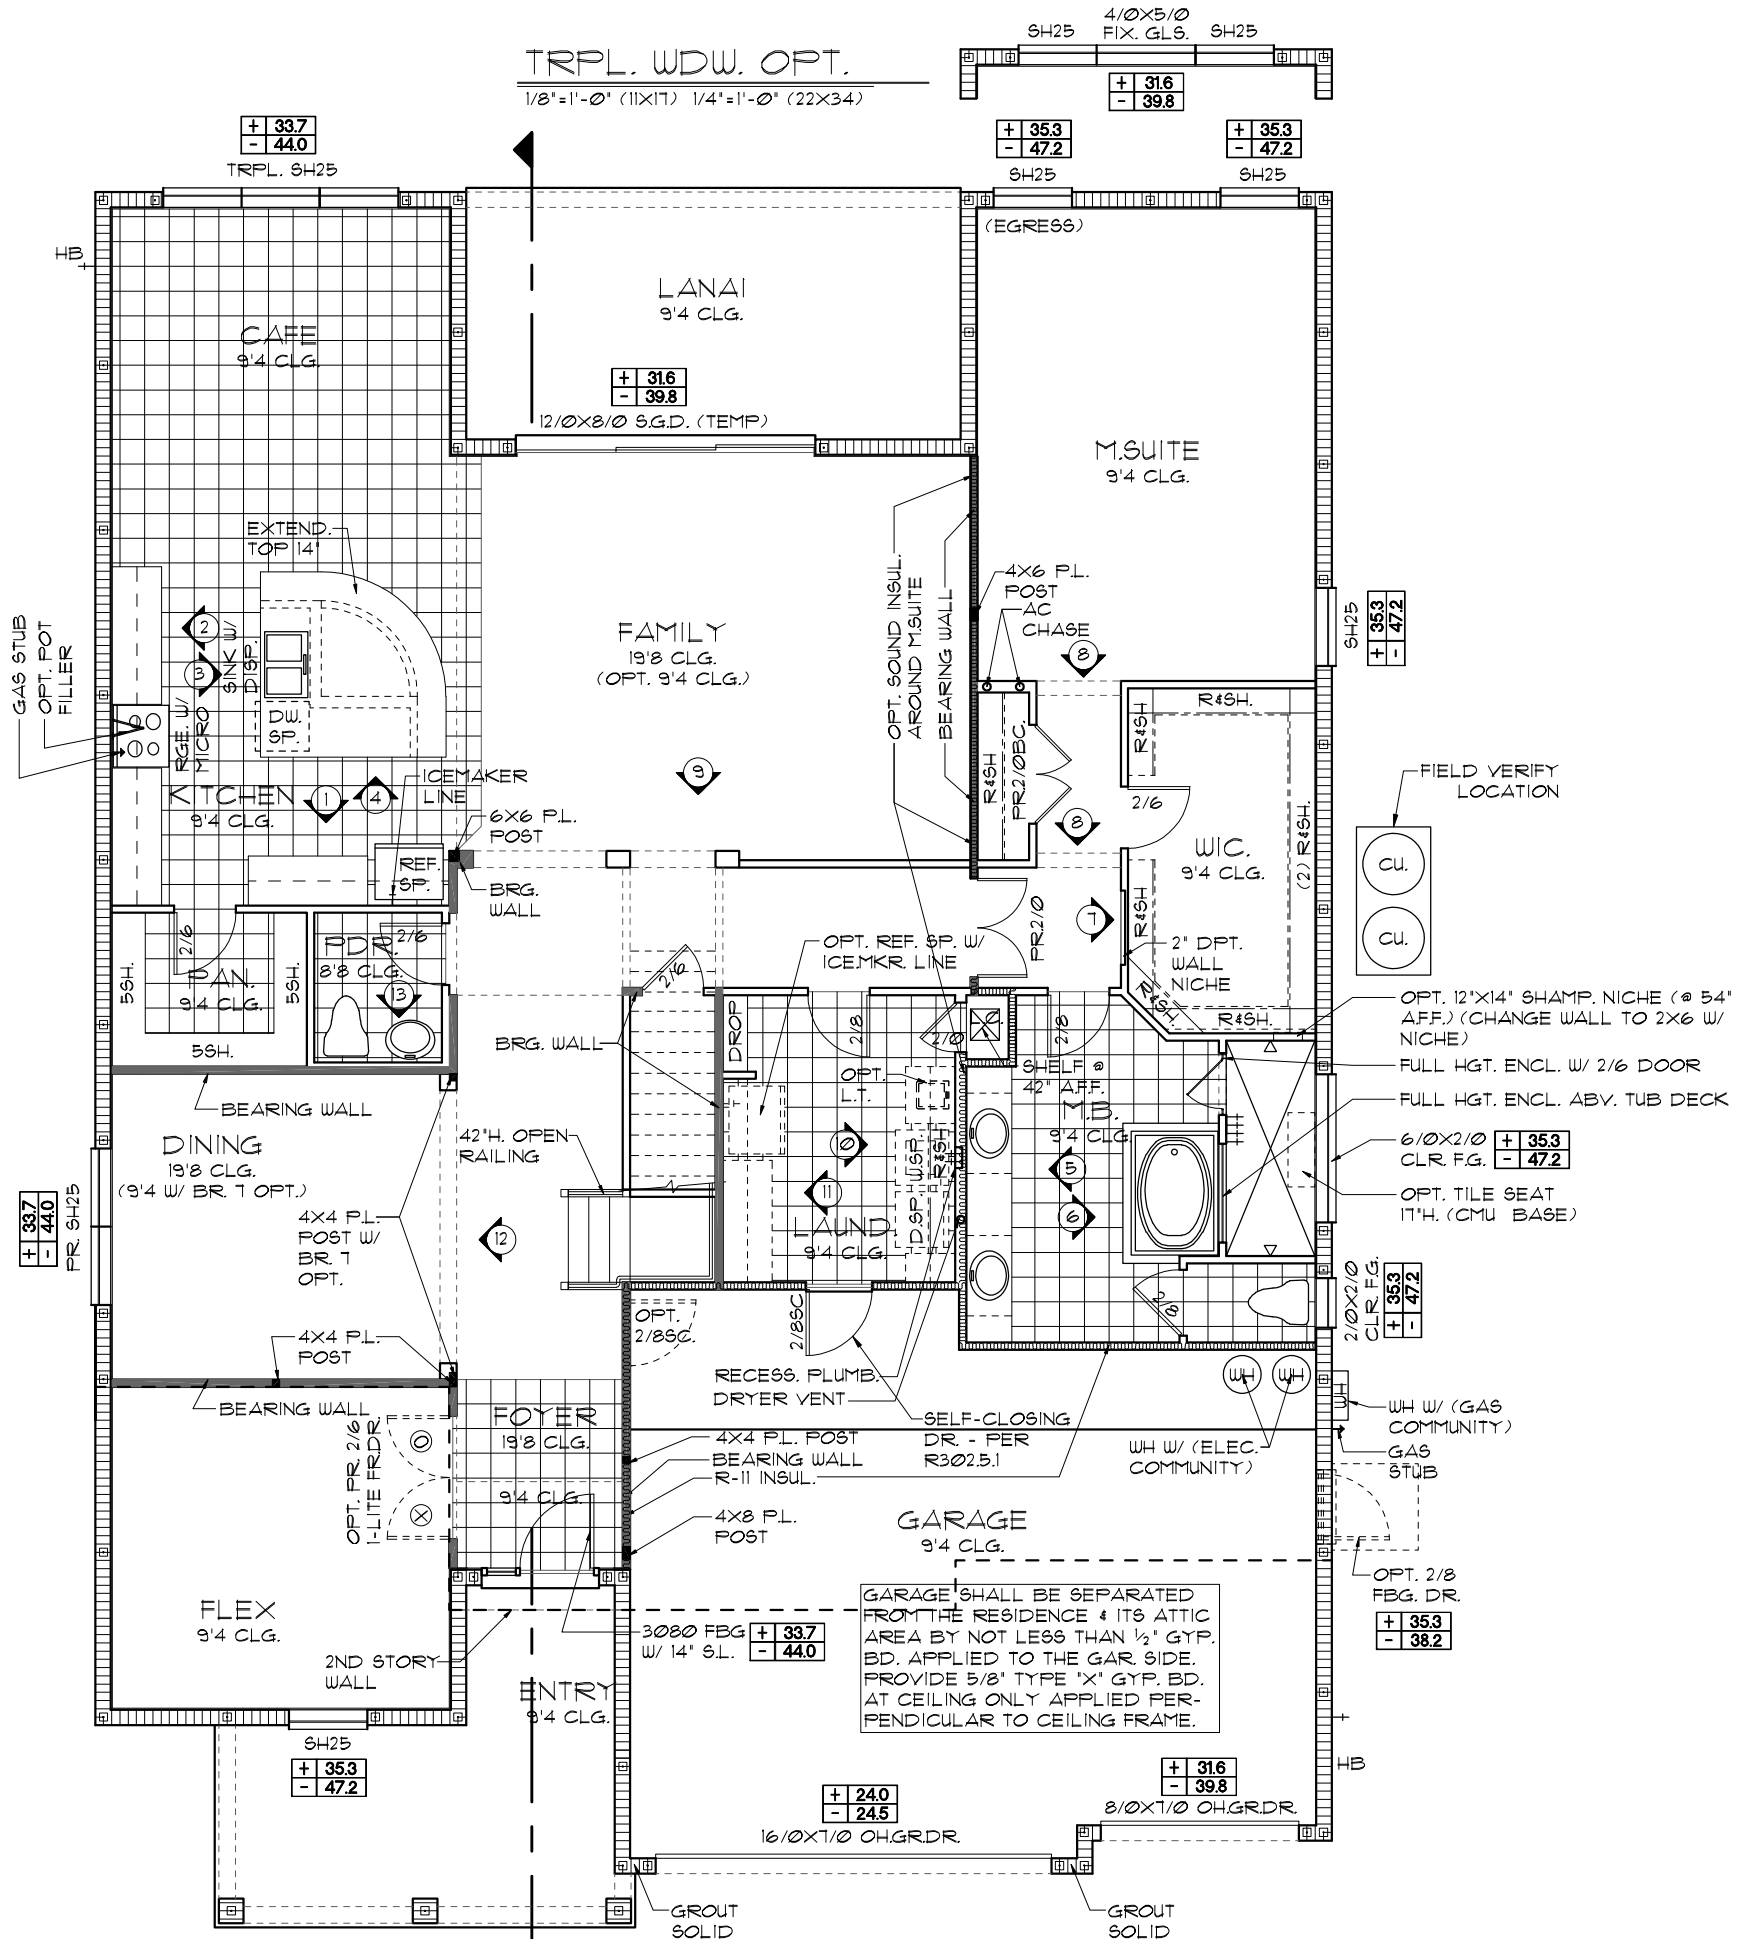 4/0X5/0
SH25 FIX. GLS. SH25
TRPL. WDW. OPT.
1/8"=1'-0" (11X17) 1/4"=1'-0" (22X34)
+ 31.6
- 39.8
+ 33.7
- 44.0
TRPL. SH25
+ 35.3
- 47.2
SH25
+ 35.3
- 47.2
SH25
(EGRESS)
HB
LANAI
9'4 CLG.
CAFE
9'4 CLG.
+ 31.6
- 39.8
12/0X8/0 S.G.D. (TEMP)
M.SUITE
9'4 CLG.
EXTEND.
TOP 14"
OPT. SOUND INSUL.
AROUND M.SUITE
BEARING WALL
4X6 P.L.
POST
AC
CHASE
8
SH25
+ 35.3
- 47.2
FAMILY
19'8 CLG.
(OPT. 9'4 CLG.)
GAS STUB
OPT. POT
FILLER
2
3
SINK W/
DISP.
DW.
SP.
RGE. W/
MICRO
KITCHEN
9'4 CLG.
1
4
ICEMAKER
LINE
9
6X6 P.L.
POST
REF.
SP.
BRG.
WALL
R&SH
PR.2/0BC.
8
R&SH.
R&SH
2/6
WIC.
9'4 CLG.
(2) R&SH.
R&SH
R&SH
R&SH.
FIELD VERIFY
LOCATION
CU.
CU.
7
PR.2/0
2" DPT.
WALL
NICHE
2/6
5SH.
PAN.
9'4 CLG.
5SH.
5SH.
PDR.
8'8 CLG.
2/6
13
OPT. REF. SP. W/
ICE.MKR. LINE
2/6
BRG. WALL
DROP
2/8
2/0
2/8
OPT.
L.T.
SHELF @
42" A.F.F.
M.B.
9'4 CLG.
OPT. 12"X14" SHAMP. NICHE (@ 54"
A.F.F.) (CHANGE WALL TO 2X6 W/
NICHE)
FULL HGT. ENCL. W/ 2/6 DOOR
FULL HGT. ENCL. ABV. TUB DECK
6/0X2/0
CLR. F.G.
+ 35.3
- 47.2
OPT. TILE SEAT
17"H. (CMU BASE)
BEARING WALL
DINING
19'8 CLG.
(9'4 W/ BR. 7 OPT.)
+ 33.7
- 44.0
PR. SH25
42"H. OPEN
RAILING
4X4 P.L.
POST W/
BR. 7
OPT.
12
10
11
LAUND.
9'4 CLG.
D.SP. W.SP.
R&SH
5
6
2/8
2/0X2/0
CLR. F.G.
+ 35.3
- 47.2
OPT.
2/8SC.
2/8SC
4X4 P.L.
POST
RECESS. PLUMB.
DRYER VENT
BEARING WALL
WH
WH
WH
WH W/ (GAS
COMMUNITY)
GAS
STUB
WH W/ (ELEC.
COMMUNITY)
SELF-CLOSING
DR. - PER
R302.5.1
FOYER
19'8 CLG.
9'4 CLG.
OPT. PR. 2/6
1-LITE FR.DR
O
X
4X4 P.L. POST
BEARING WALL
R-11 INSUL.
4X8 P.L.
POST
GARAGE
9'4 CLG.
OPT. 2/8
FBG. DR.
+ 35.3
- 38.2
GARAGE SHALL BE SEPARATED
FROM THE RESIDENCE & ITS ATTIC
AREA BY NOT LESS THAN 1/2" GYP.
BD. APPLIED TO THE GAR. SIDE.
PROVIDE 5/8" TYPE "X" GYP. BD.
AT CEILING ONLY APPLIED PER-
PENDICULAR TO CEILING FRAME.
FLEX
9'4 CLG.
3080 FBG
W/ 14" S.L.
+ 33.7
- 44.0
2ND STORY
WALL
ENTRY
9'4 CLG.
SH25
+ 35.3
- 47.2
+ 24.0
- 24.5
16/0X7/0 OH.GR.DR.
+ 31.6
- 39.8
8/0X7/0 OH.GR.DR.
HB
GROUT
SOLID
GROUT
SOLID